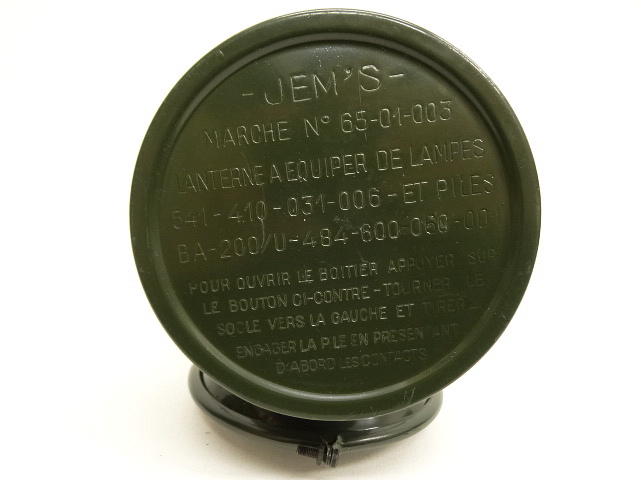 - JEM'S -
MARCHE N° 65-01-003
LANTERNE A EQUIPER DE LAMPES
541-410-031-006-ET PILES
BA-200/U-484-600-050-001
POUR OUVRIR LE BOITIER APPUYER SUR
LE BOUTON CI-CONTRE-TOURNER LE
SOCLE VERS LA GAUCHE ET TIRER-
ENGAGER LA PILE EN PRESENTANT
D'ABORD LES CONTACTS